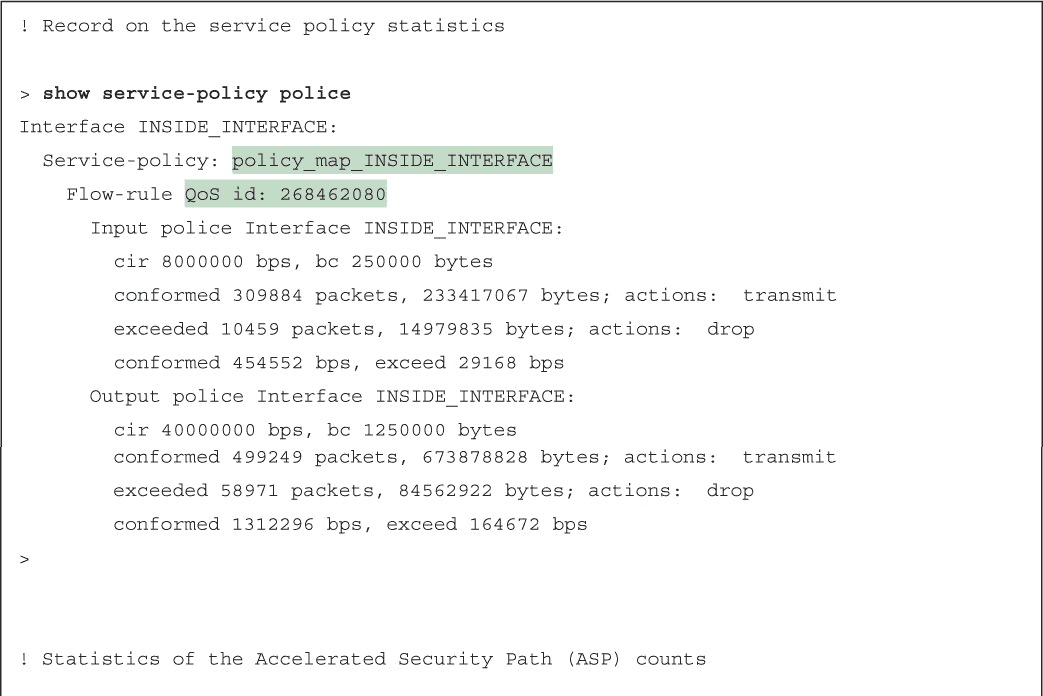 ! Record on the service policy statistics
> show service-policy police
Interface INSIDE_INTERFACE:
Service-policy: policy_map_INSIDE_INTERFACE
Flow-rule QoS id: 268462080
Input police Interface INSIDE_INTERFACE:
cir 8000000 bps, bc 250000 bytes
conformed 309884 packets, 233417067 bytes; actions: transmit
exceeded 10459 packets, 14979835 bytes; actions: drop
conformed 454552 bps, exceed 29168 bps
Output police Interface INSIDE_INTERFACE:
cir 40000000 bps, bc 1250000 bytes
conformed 499249 packets, 673878828 bytes; actions: transmit
exceeded 58971 packets, 84562922 bytes; actions: drop
conformed 1312296 bps, exceed 164672 bps
>
! Statistics of the Accelerated Security Path (ASP) counts